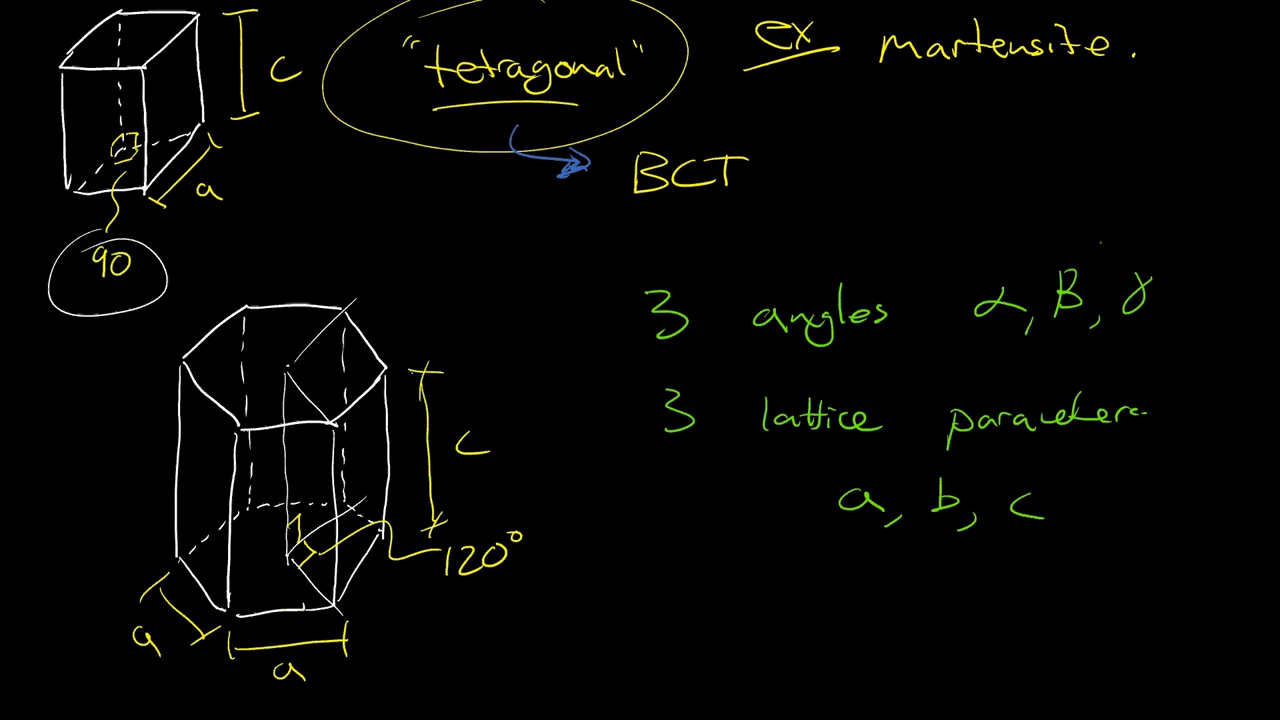 c
"tetragonal"
ex martensite.
a
BCT
90
3 angles α, β, γ
c
3 lattice parameters
a, b, c
120°
a
a